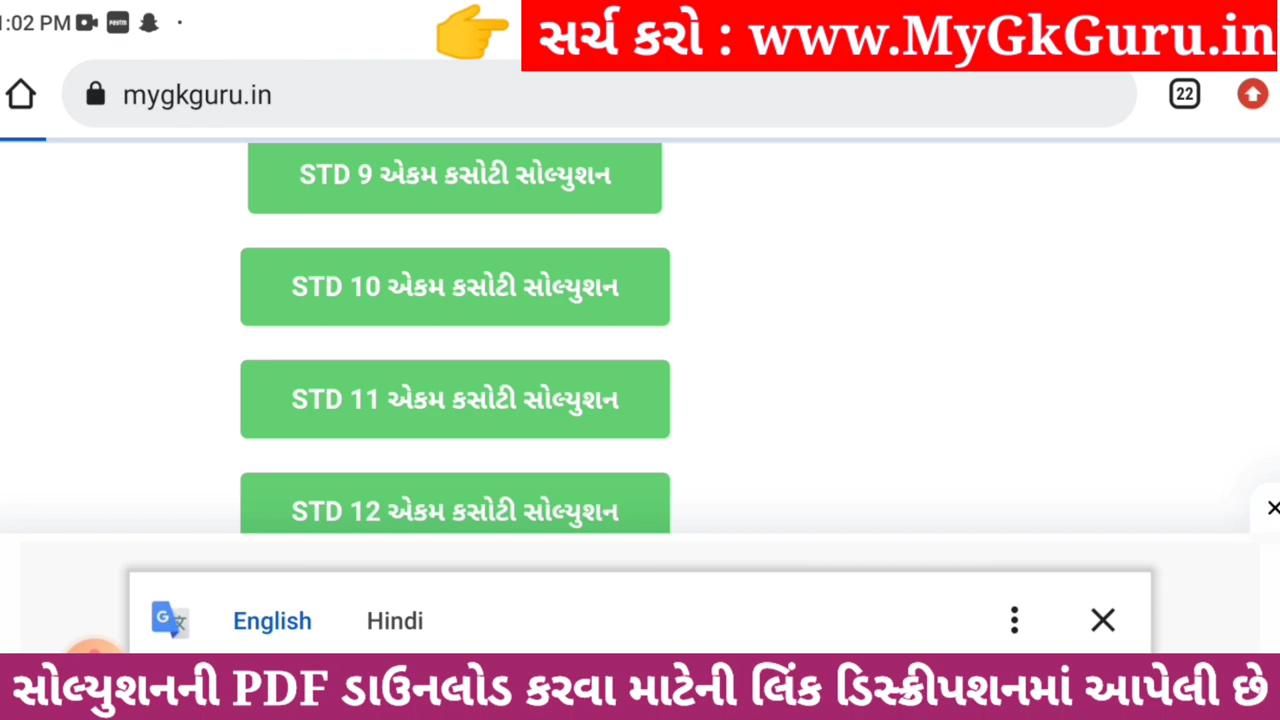 1:02 PM
સર્ચ કરો : www.MyGkGuru.in
mygkguru.in
22
STD 9 એકમ કસોટી સોલ્યુશન
STD 10 એકમ કસોટી સોલ્યુશન
STD 11 એકમ કસોટી સોલ્યુશન
STD 12 એકમ કસોટી સોલ્યુશન
English Hindi
સોલ્યુશનની PDF ડાઉનલોડ કરવા માટેની લિંક ડિસ્ક્રીપશનમાં આપેલી છે